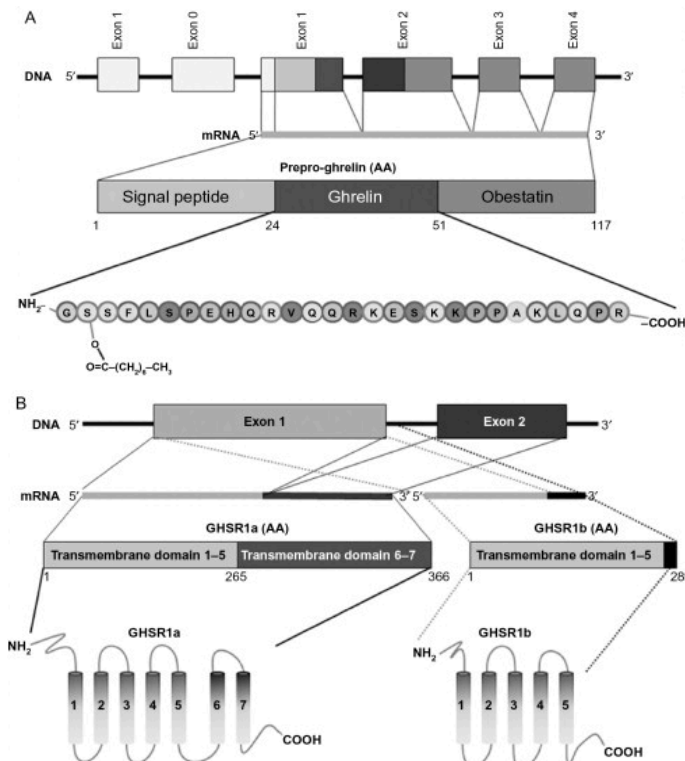 A
Exon 1
Exon 0
Exon 1
Exon 2
Exon 3
Exon 4
DNA 5′ 3′
mRNA 5′ 3′
Prepro-ghrelin (AA)
Signal peptide Ghrelin Obestatin
1 24 51 117
NH2– G S S F L S P E H Q R V Q Q R K E S K K P P A K L Q P R –COOH
O
O=C–(CH2)6–CH3
B
DNA 5′ Exon 1 Exon 2 3′
mRNA 5′ 3′ 5′ 3′
GHSR1a (AA) GHSR1b (AA)
Transmembrane domain 1–5 Transmembrane domain 6–7 Transmembrane domain 1–5
1 265 366 1 28
GHSR1a GHSR1b
NH2 NH2
1 2 3 4 5 6 7 1 2 3 4 5
COOH COOH